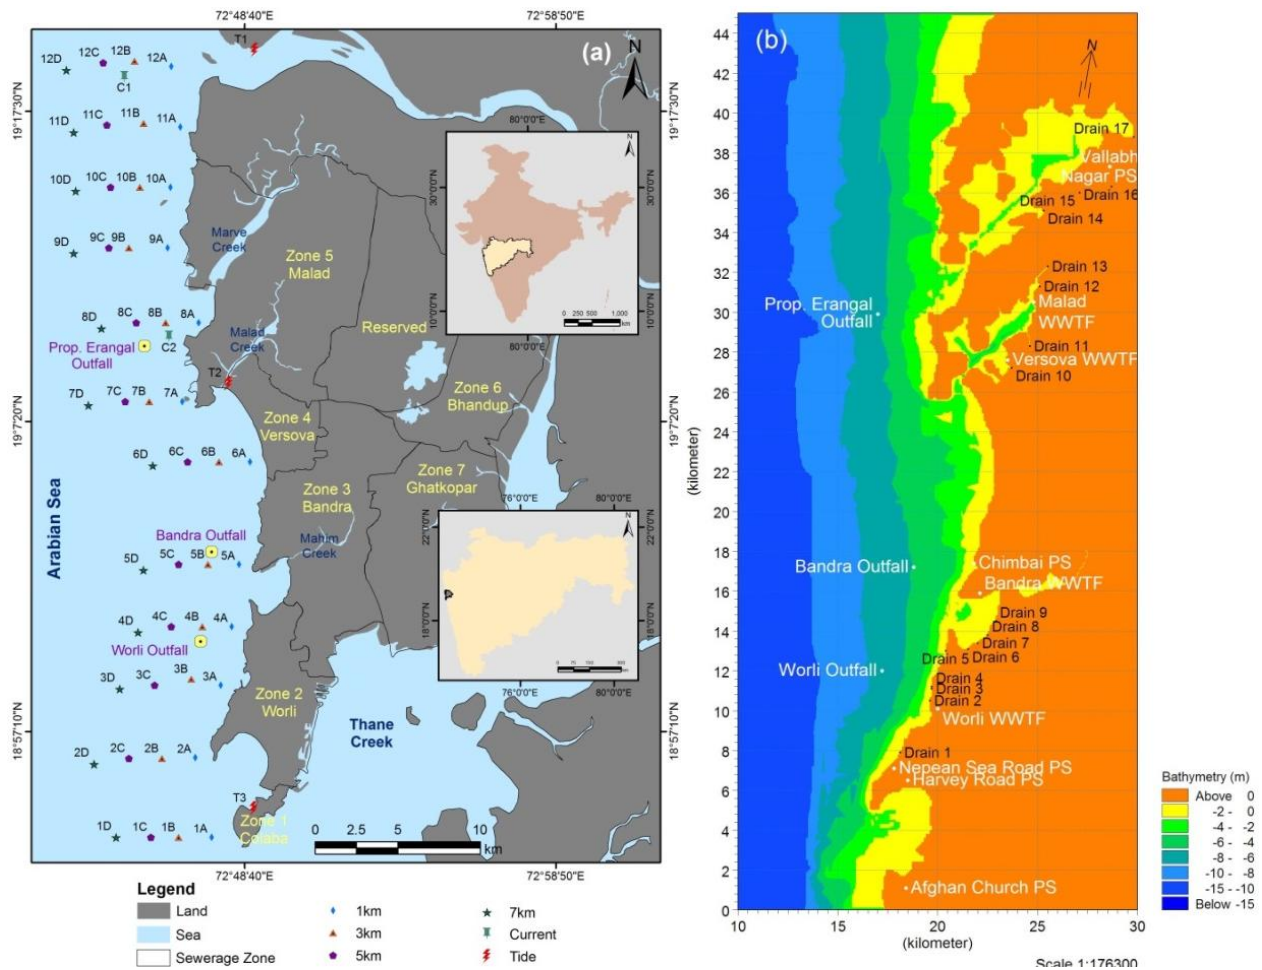 72°48'40"E
72°58'50"E
(a)
N
T1
12D 12C 12B 12A
C1
11D 11C 11B 11A
10D 10C 10B 10A
9D 9C 9B 9A
8D 8C 8B 8A
C2
Prop. Erangal
Outfall
T2
7D 7C 7B 7A
6D 6C 6B 6A
Bandra Outfall
5D 5C 5B 5A
4D 4C 4B 4A
Worli Outfall
3D 3C 3B 3A
2D 2C 2B 2A
T3
1D 1C 1B 1A
Arabian Sea
Marve
Creek
Malad
Creek
Mahim
Creek
Thane
Creek
Zone 5
Malad
Reserved
Zone 6
Bhandup
Zone 4
Versova
Zone 7
Ghatkopar
Zone 3
Bandra
Zone 2
Worli
Zone 1
Colaba
80°0'0"E
N
30°0'0"N
10°0'0"N
0 250 500 1,000
km
80°0'0"E
76°0'0"E
80°0'0"E
N
22°0'0"N
18°0'0"N
76°0'0"E
80°0'0"E
0 2.5 5 10
km
19°17'30"N
19°7'20"N
18°57'10"N
19°17'30"N
19°7'20"N
18°57'10"N
72°48'40"E
72°58'50"E
Legend
Land
Sea
Sewerage Zone
1km
3km
5km
7km
Current
Tide
(b)
N
44
42
40
38
36
34
32
30
28
26
24
22
20
18
16
14
12
10
8
6
4
2
0
(kilometer)
Drain 17
Vallabh
Nagar PS
Drain 16
Drain 15
Drain 14
Drain 13
Drain 12
Malad
WWTF
Prop. Erangal
Outfall
Drain 11
Versova WWTF
Drain 10
Bandra Outfall
Chimbai PS
Bandra WWTF
Drain 9
Drain 8
Drain 7
Drain 5 Drain 6
Worli Outfall
Drain 4
Drain 3
Drain 2
Worli WWTF
Drain 1
Nepean Sea Road PS
Harvey Road PS
Afghan Church PS
10 15 20 25 30
(kilometer)
Scale 1:176300
Bathymetry (m)
Above 0
-2 - 0
-4 - -2
-6 - -4
-8 - -6
-10 - -8
-15 - -10
Below -15